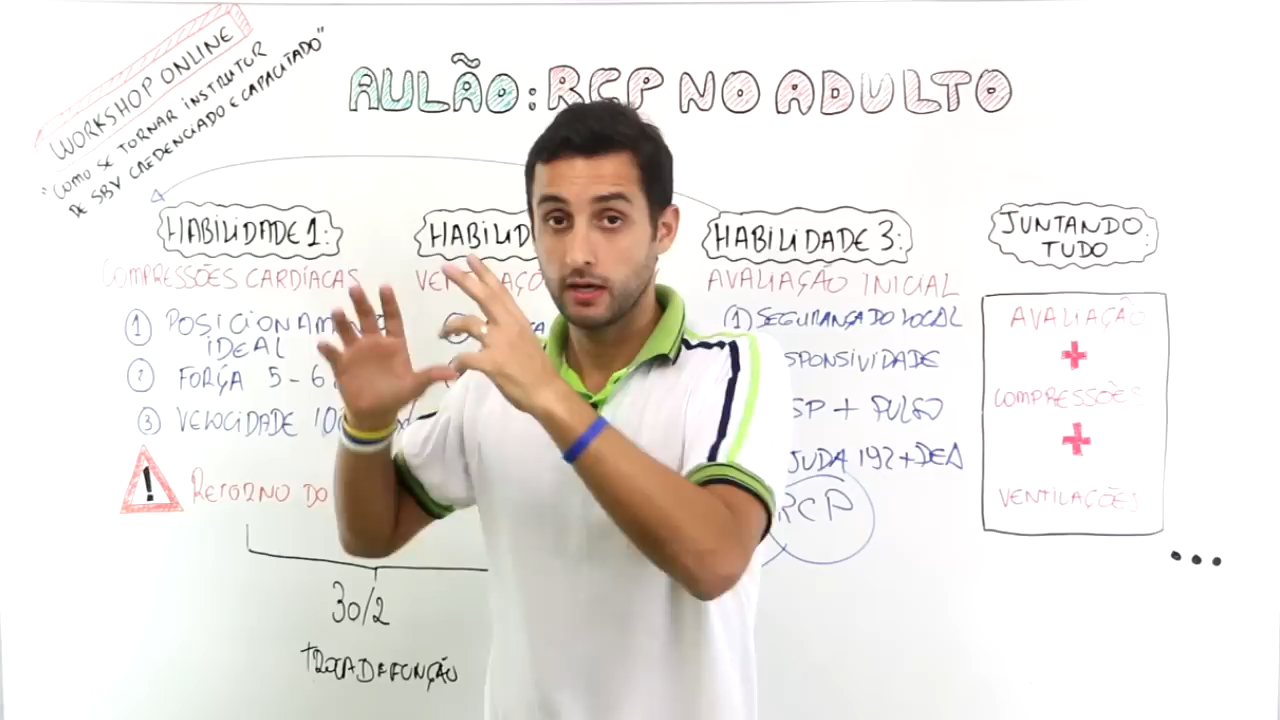 WORKSHOP ONLINE
"COMO SE TORNAR INSTRUTOR
DE SBV CREDENCIADO E CAPACITADO"
AULÃO: RCP NO ADULTO
HABILIDADE 1:
COMPRESSÕES CARDÍACAS
1 POSICIONAM
IDEAL
2 FORÇA 5-6
3 VELOCIDADE 10
! RETORNO DO
30/2
TROCA DE FUNÇÃO
HABILID
VENTILAÇÕ
HABILIDADE 3:
AVALIAÇÃO INICIAL
(1) SEGURANÇA DO LOCAL
SPONSIVIDADE
SP + PULSO
JUDA 192+DEA
RCP
JUNTANDO
TUDO
AVALIAÇÃO
+
COMPRESSÕES
+
VENTILAÇÕES
...